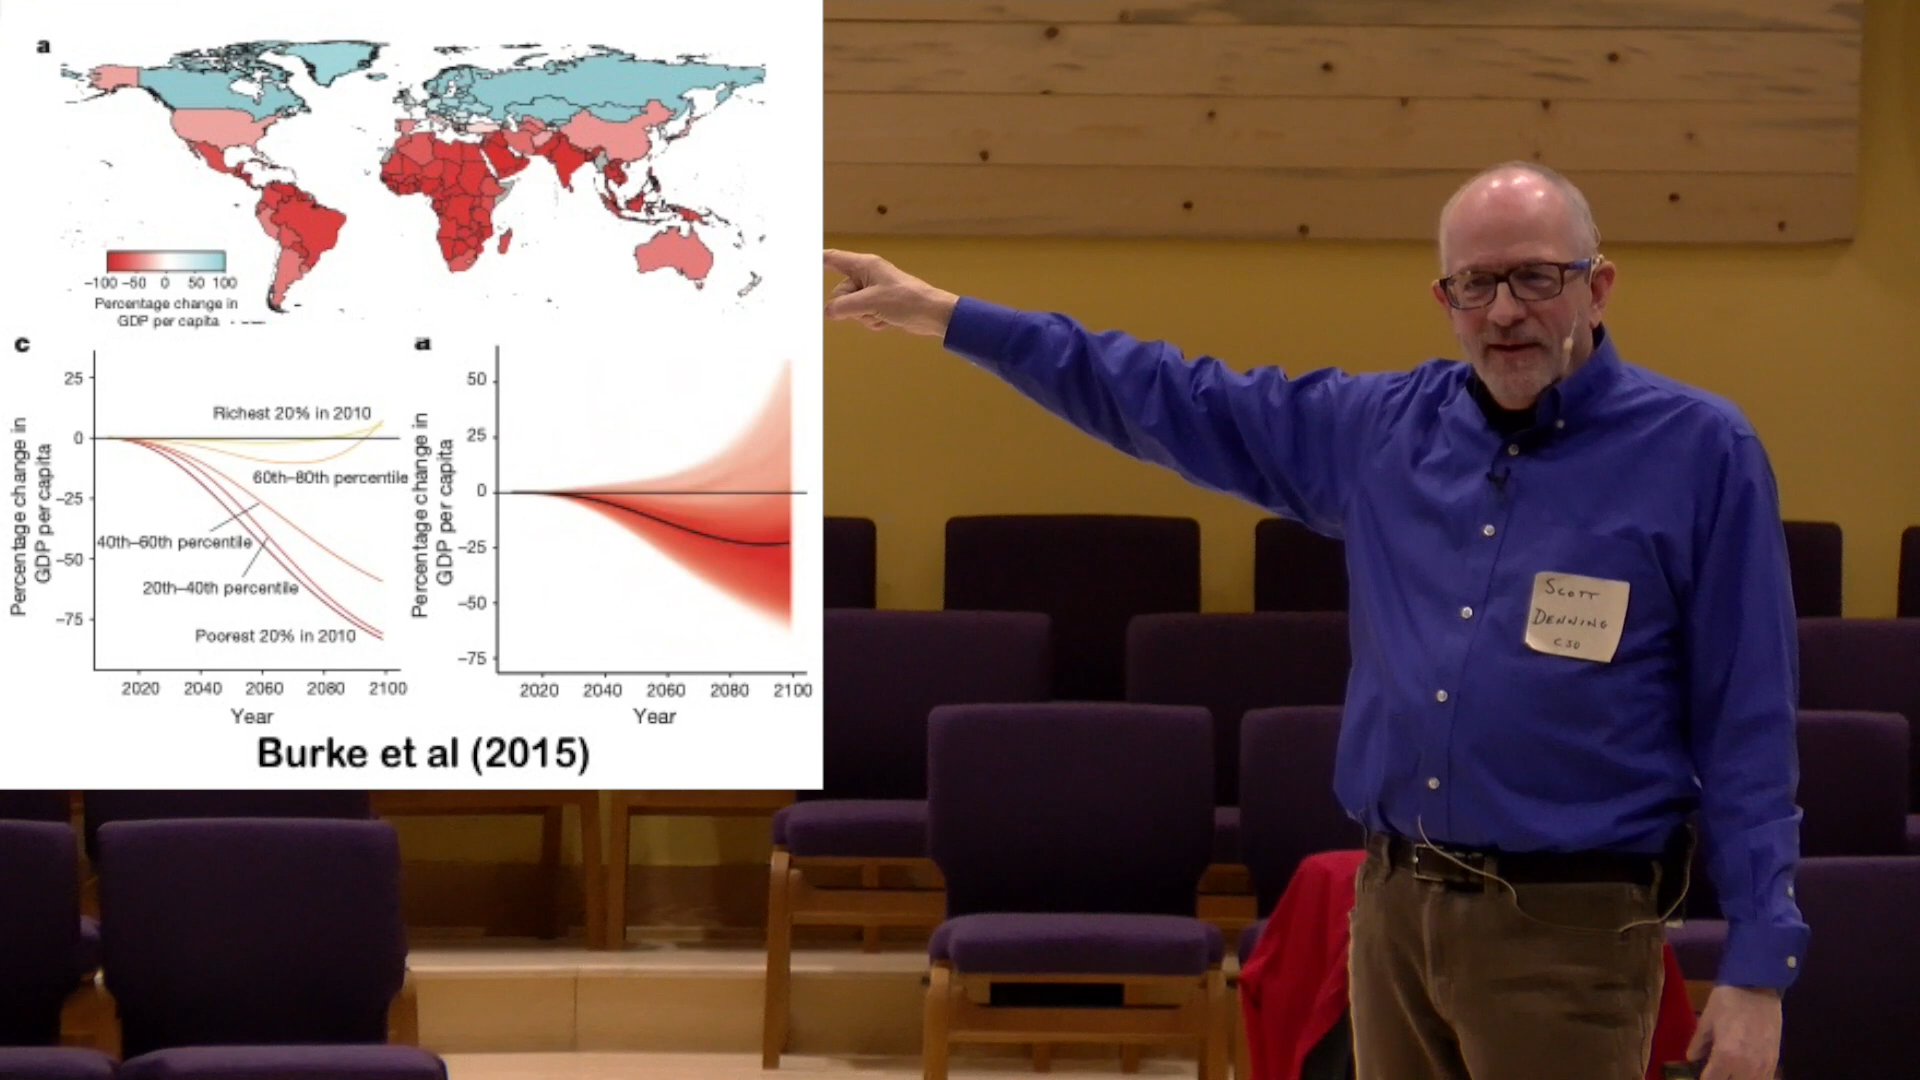 a
-100 -50 0 50 100
Percentage change in
GDP per capita
c
Percentage change in
GDP per capita
25
0
-25
-50
-75
Richest 20% in 2010
60th–80th percentile
40th–60th percentile
20th–40th percentile
Poorest 20% in 2010
2020 2040 2060 2080 2100
Year
a
Percentage change in
GDP per capita
50
25
0
-25
-50
-75
2020 2040 2060 2080 2100
Year
Burke et al (2015)
SCOTT
DENNING
CSU